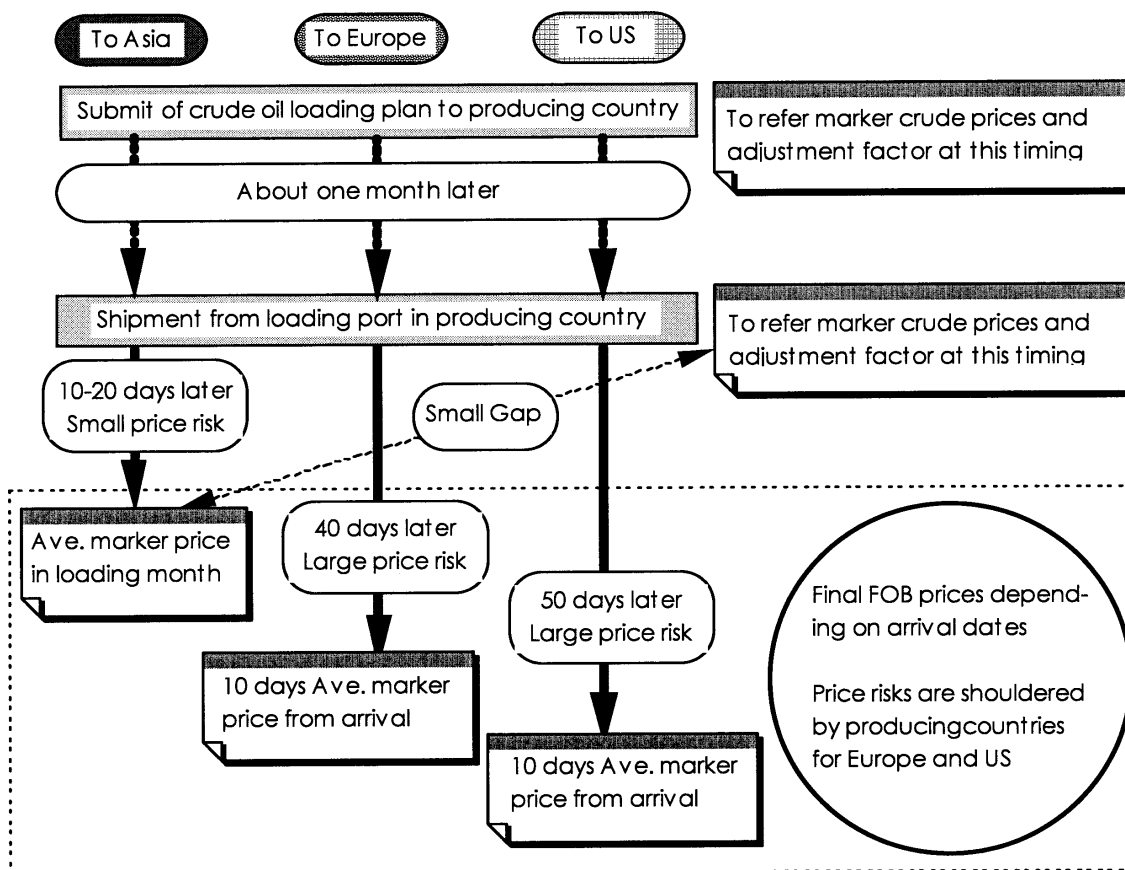 To Asia
To Europe
To US
Submit of crude oil loading plan to producing country
To refer marker crude prices and
adjustment factor at this timing
About one month later
Shipment from loading port in producing country
To refer marker crude prices and
adjustment factor at this timing
10-20 days later
Small price risk
Small Gap
Ave. marker price
in loading month
40 days later
Large price risk
50 days later
Large price risk
10 days Ave. marker
price from arrival
10 days Ave. marker
price from arrival
Final FOB prices depend-
ing on arrival dates
Price risks are shouldered
by producingcountries
for Europe and US